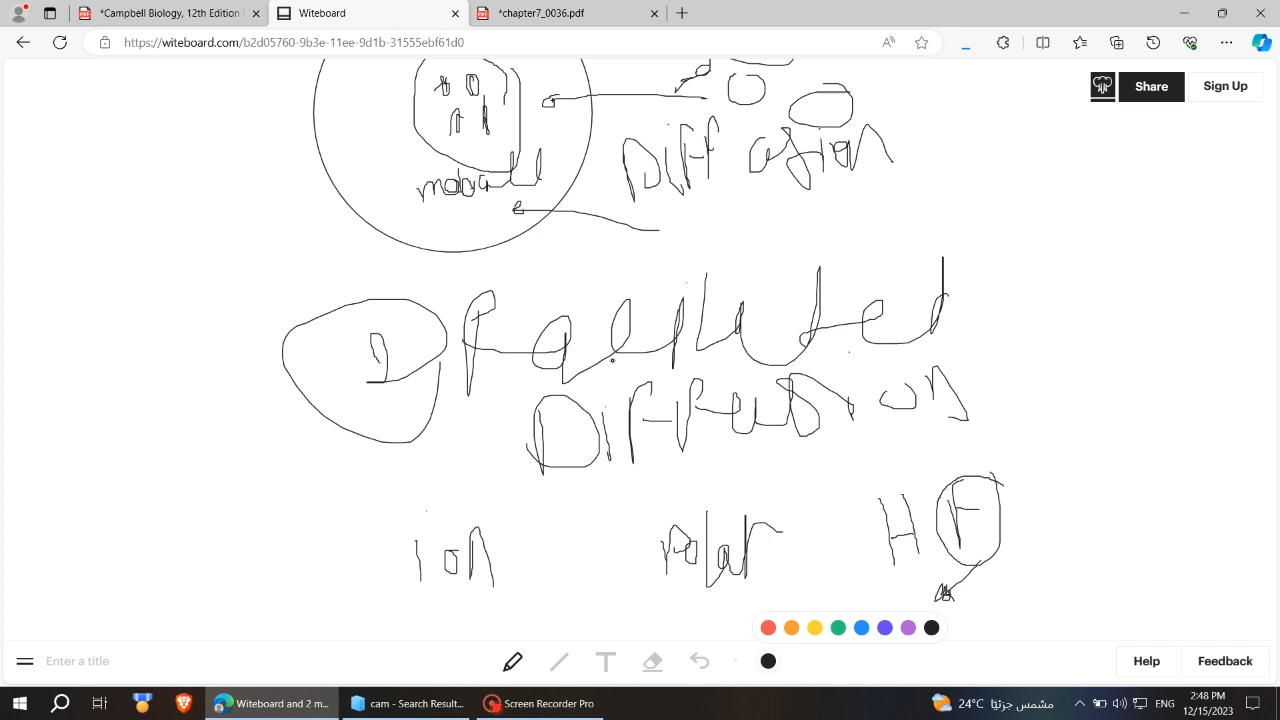 *Campbell Biology, 12th Edition
Witeboard
*chapter7_0036.pdf
https://witeboard.com/b2d05760-9b3e-11ee-9d1b-31555ebf61d0
Share
Sign Up
Diffusion
Diffusion
ion
polar
HF
Enter a title
Help
Feedback
Witeboard and 2 m...
cam - Search Result...
Screen Recorder Pro
24°C مشمس جزئيًا
ENG
2:48 PM
12/15/2023